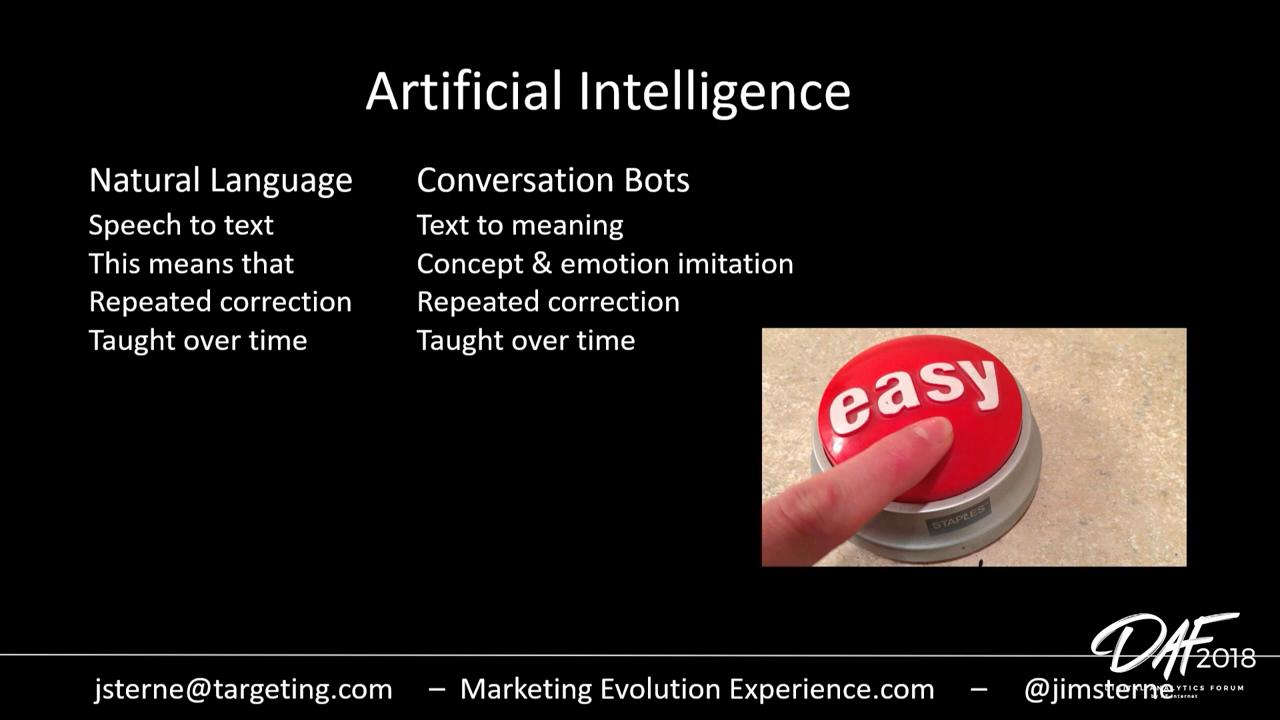 Artificial Intelligence
Natural Language
Speech to text
This means that
Repeated correction
Taught over time
Conversation Bots
Text to meaning
Concept & emotion imitation
Repeated correction
Taught over time
easy
STAPLES
DAF 2018
jsterne@targeting.com – Marketing Evolution Experience.com – @jimsterne